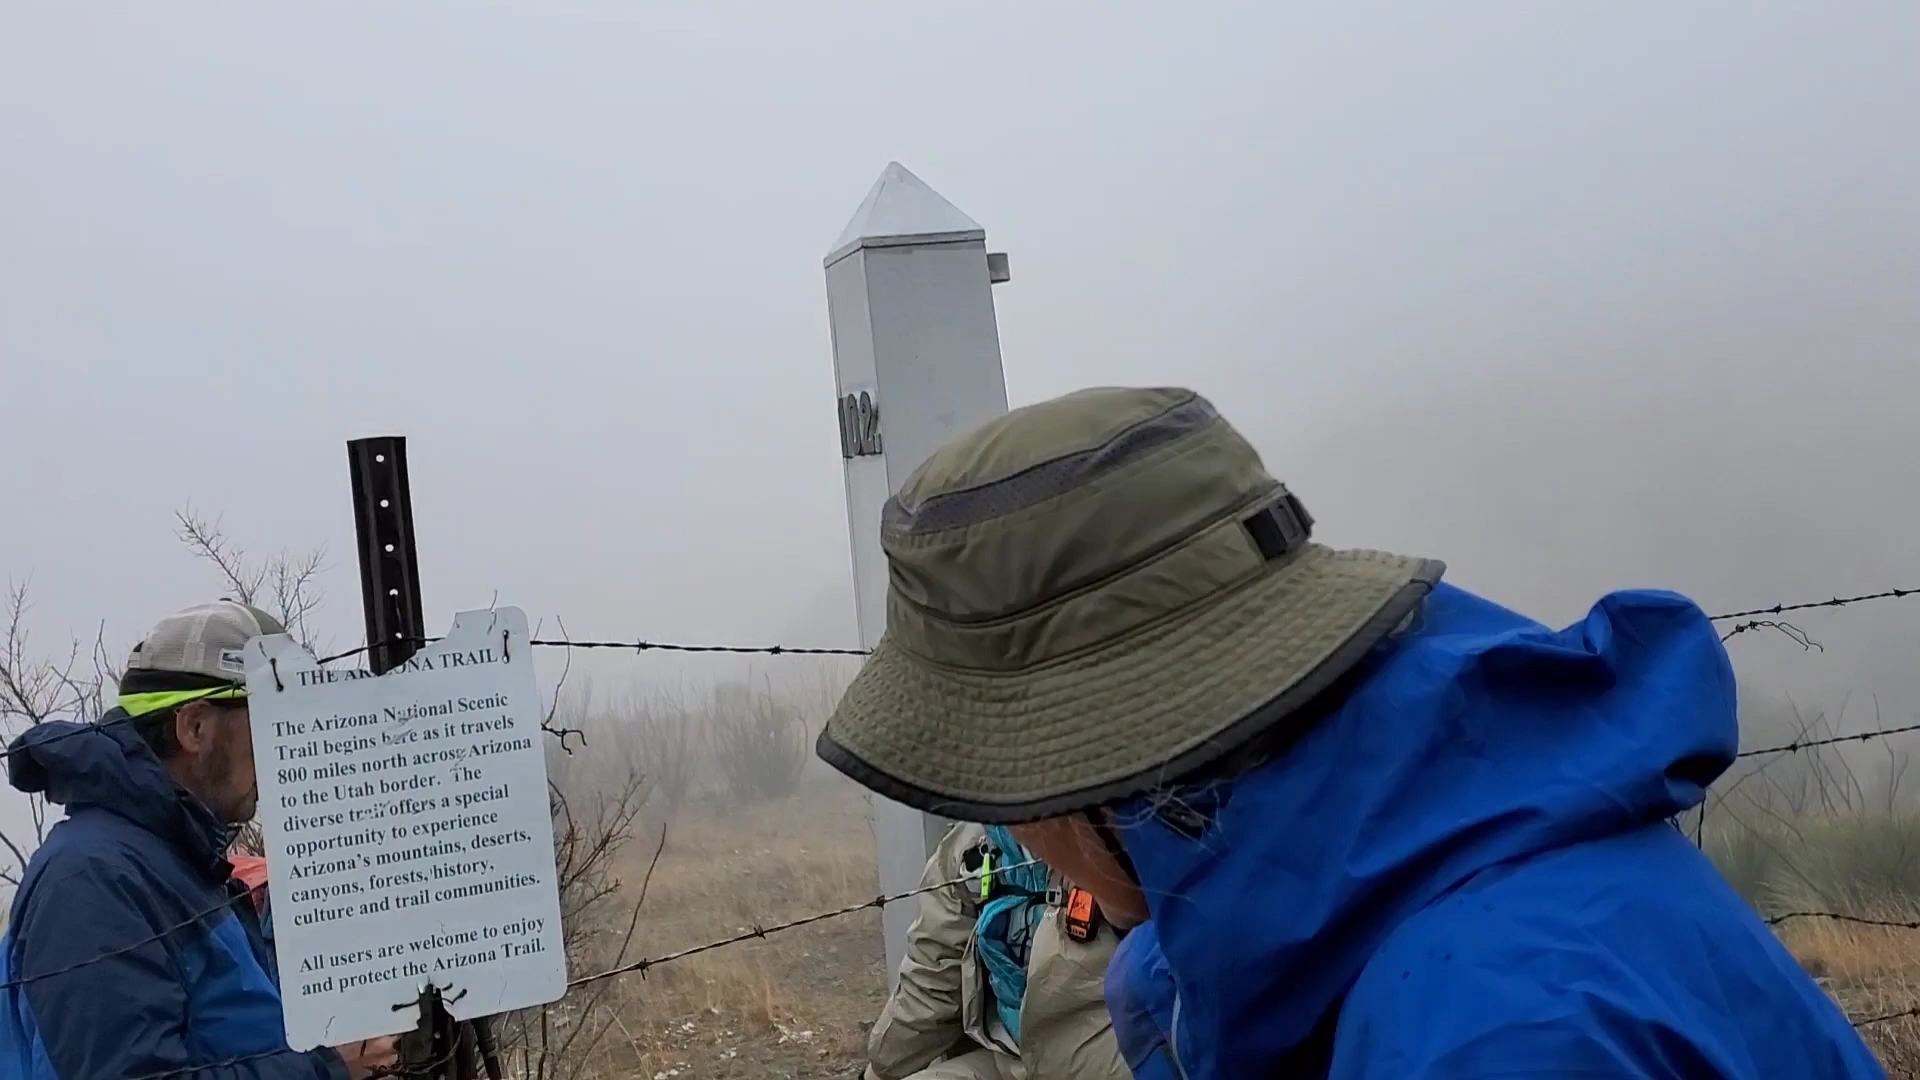 102
THE ARIZONA TRAIL
The Arizona National Scenic
Trail begins here as it travels
800 miles north across Arizona
to the Utah border. The
diverse trail offers a special
opportunity to experience
Arizona's mountains, deserts,
canyons, forests, history,
culture and trail communities.
All users are welcome to enjoy
and protect the Arizona Trail.